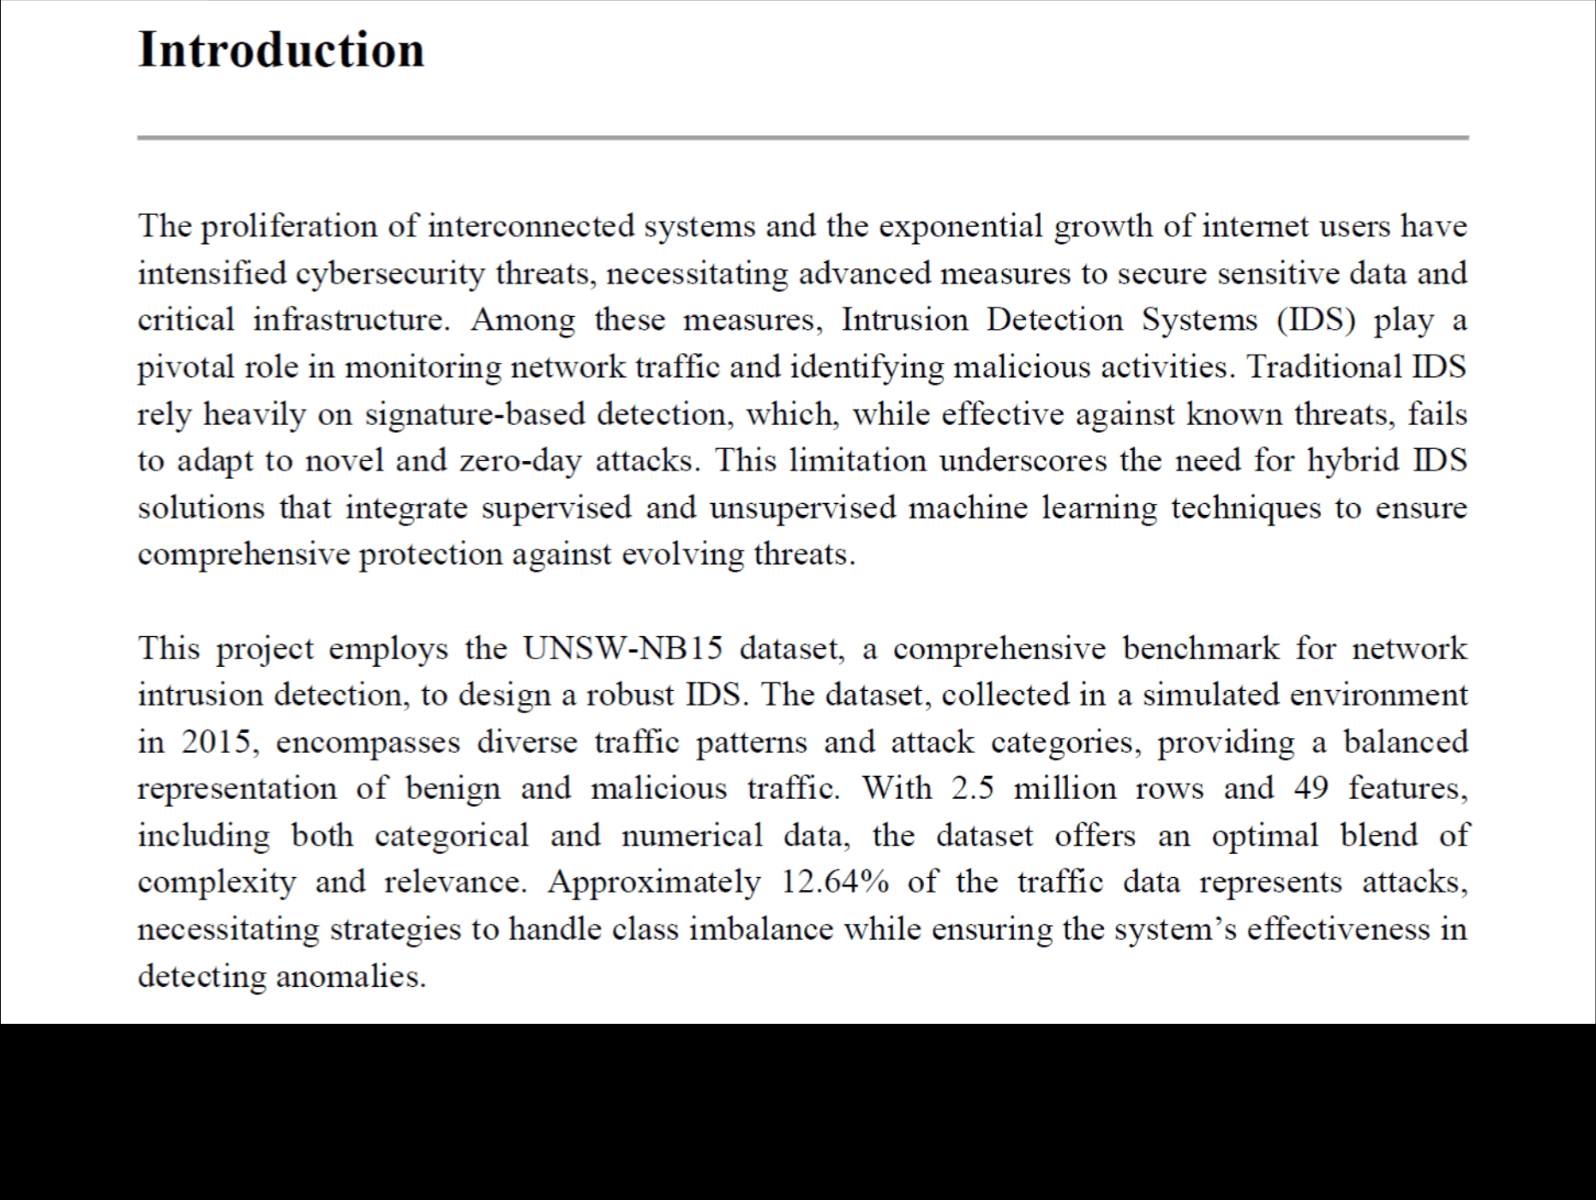 Introduction
The proliferation of interconnected systems and the exponential growth of internet users have
intensified cybersecurity threats, necessitating advanced measures to secure sensitive data and
critical infrastructure. Among these measures, Intrusion Detection Systems (IDS) play a
pivotal role in monitoring network traffic and identifying malicious activities. Traditional IDS
rely heavily on signature-based detection, which, while effective against known threats, fails
to adapt to novel and zero-day attacks. This limitation underscores the need for hybrid IDS
solutions that integrate supervised and unsupervised machine learning techniques to ensure
comprehensive protection against evolving threats.
This project employs the UNSW-NB15 dataset, a comprehensive benchmark for network
intrusion detection, to design a robust IDS. The dataset, collected in a simulated environment
in 2015, encompasses diverse traffic patterns and attack categories, providing a balanced
representation of benign and malicious traffic. With 2.5 million rows and 49 features,
including both categorical and numerical data, the dataset offers an optimal blend of
complexity and relevance. Approximately 12.64% of the traffic data represents attacks,
necessitating strategies to handle class imbalance while ensuring the system’s effectiveness in
detecting anomalies.